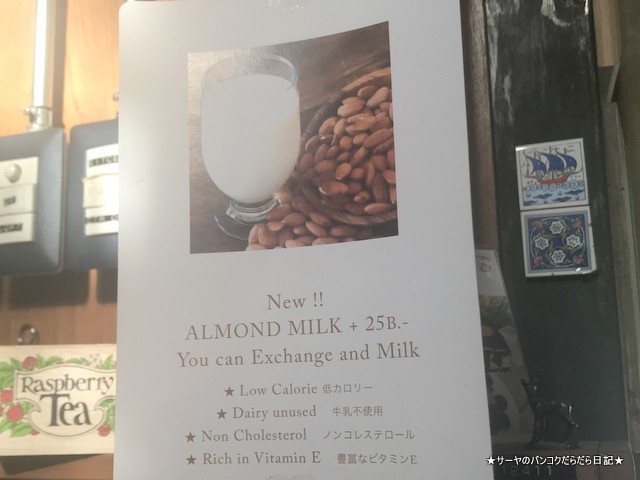 New !!
ALMOND MILK + 25B.-
You can Exchange and Milk
★ Low Calorie 低カロリー
★ Dairy unused 牛乳不使用
★ Non Cholesterol ノンコレステロール
★ Rich in Vitamin E 豊富なビタミンE
Raspberry
Tea
★サーヤのバンコクだらだら日記★